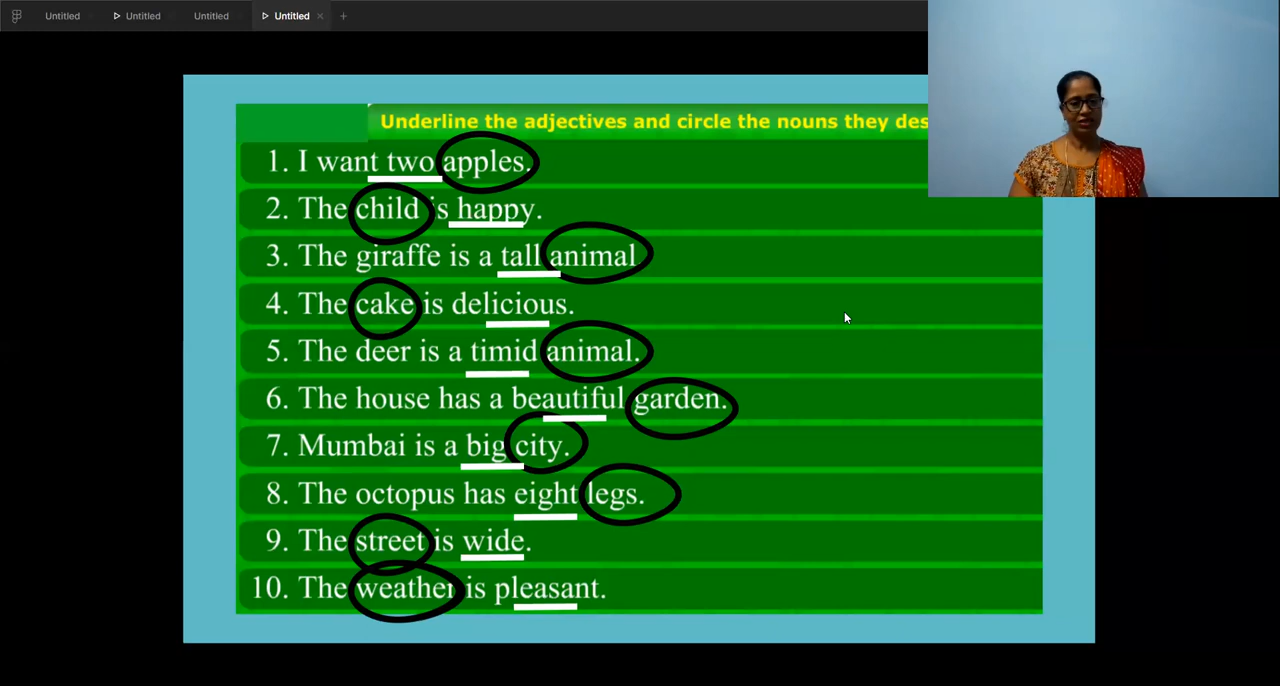 Untitled Untitled Untitled Untitled
Underline the adjectives and circle the nouns they
1. I want two apples.
2. The child is happy.
3. The giraffe is a tall animal
4. The cake is delicious.
5. The deer is a timid animal.
6. The house has a beautiful garden.
7. Mumbai is a big city.
8. The octopus has eight legs.
9. The street is wide.
10. The weather is pleasant.